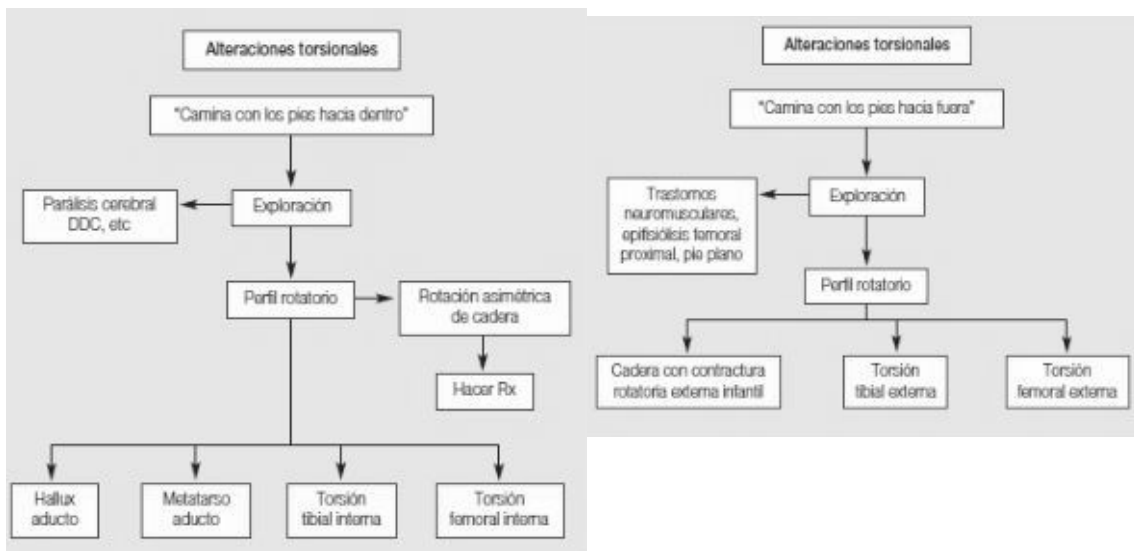 Alteraciones torsionales
"Camina con los pies hacia dentro"
Parálisis cerebral
DDC, etc
Exploración
Perfil rotatorio
Rotación asimétrica
de cadera
Hacer Rx
Hallux
aducto
Metatarso
aducto
Torsión
tibial interna
Torsión
femoral interna
Alteraciones torsionales
"Camina con los pies hacia fuera"
Trastornos
neuromusculares,
epifisiólisis femoral
proximal, pie plano
Exploración
Perfil rotatorio
Cadera con contractura
rotatoria externa infantil
Torsión
tibial externa
Torsión
femoral externa